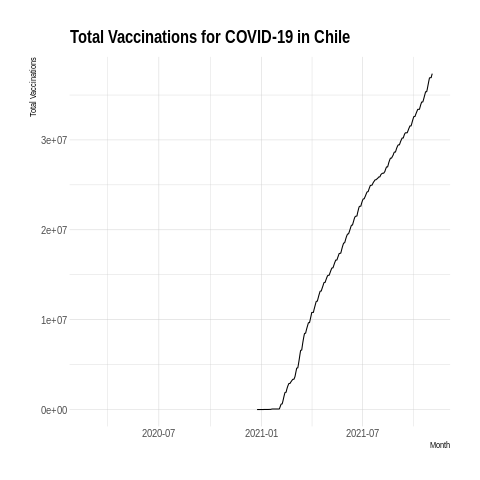 Total Vaccinations for COVID-19 in Chile
Total Vaccinations
3e+07
2e+07
1e+07
0e+00
2020-07 2021-01 2021-07
Month